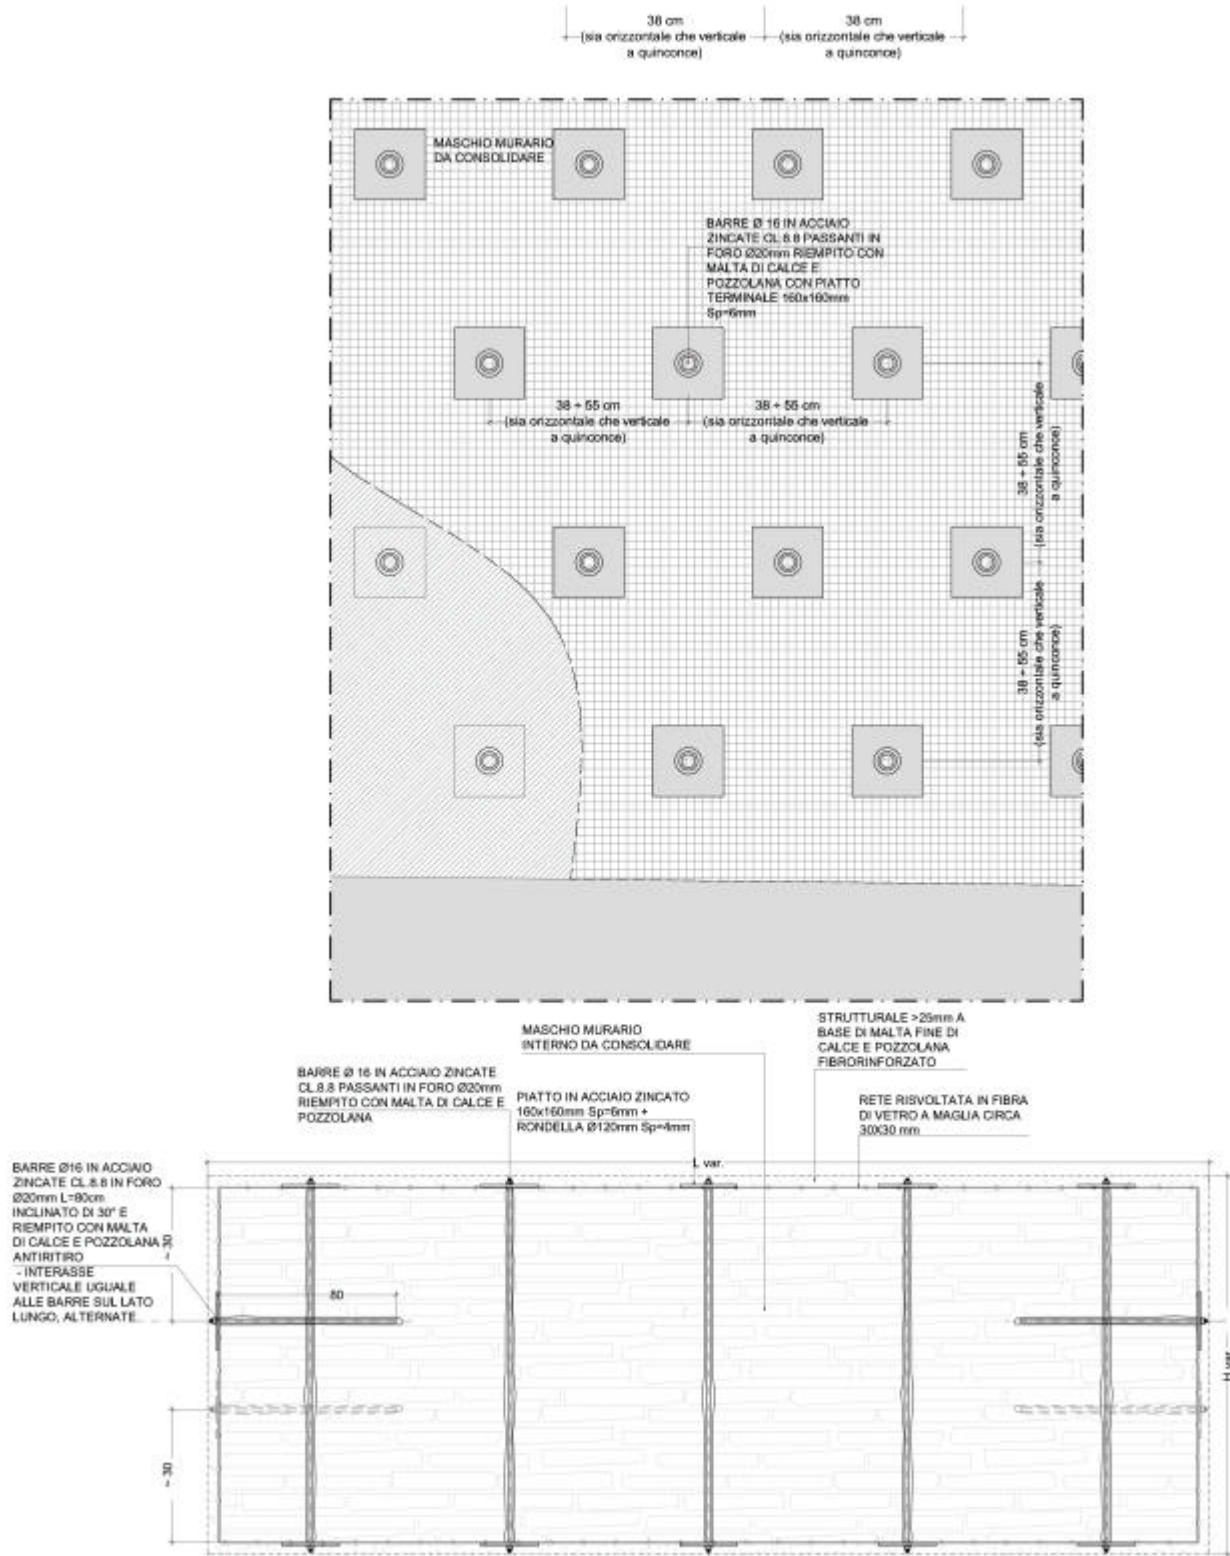 38 cm
(sia orizzontale che verticale
a quinconce)
38 cm
(sia orizzontale che verticale
a quinconce)
MASCHIO MURARIO
DA CONSOLIDARE
BARRE Ø 16 IN ACCIAIO
ZINCATE CL.8.8 PASSANTI IN
FORO Ø20mm RIEMPITO CON
MALTA DI CALCE E
POZZOLANA CON PIATTO
TERMINALE 160x160mm
Sp=6mm
38 ÷ 55 cm
(sia orizzontale che verticale
a quinconce)
38 ÷ 55 cm
(sia orizzontale che verticale
a quinconce)
38 ÷ 55 cm
(sia orizzontale che verticale
a quinconce)
38 ÷ 55 cm
(sia orizzontale che verticale
a quinconce)
STRUTTURALE >25mm A
BASE DI MALTA FINE DI
CALCE E POZZOLANA
FIBRORINFORZATO
MASCHIO MURARIO
INTERNO DA CONSOLIDARE
BARRE Ø 16 IN ACCIAIO ZINCATE
CL.8.8 PASSANTI IN FORO Ø20mm
RIEMPITO CON MALTA DI CALCE E
POZZOLANA
PIATTO IN ACCIAIO ZINCATO
160x160mm Sp=6mm +
RONDELLA Ø120mm Sp=4mm
RETE RISVOLTATA IN FIBRA
DI VETRO A MAGLIA CIRCA
30X30 mm
L var.
BARRE Ø16 IN ACCIAIO
ZINCATE CL.8.8 IN FORO
Ø20mm L=80cm
INCLINATO DI 30° E
RIEMPITO CON MALTA
DI CALCE E POZZOLANA
ANTIRITIRO
- INTERASSE
VERTICALE UGUALE
ALLE BARRE SUL LATO
LUNGO, ALTERNATE
~ 30
80
~ 30
H var.